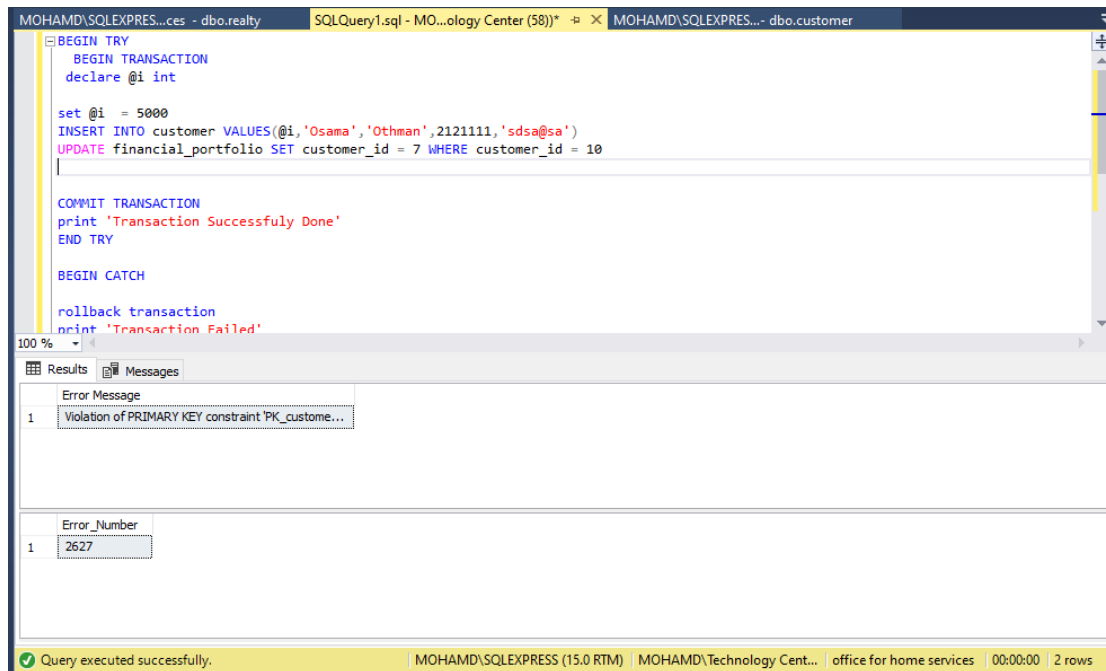 MOHAMD\SQLEXPRES...ces - dbo.realty SQLQuery1.sql - MO...ology Center (58))* MOHAMD\SQLEXPRES...- dbo.customer
BEGIN TRY
BEGIN TRANSACTION
declare @i int
set @i = 5000
INSERT INTO customer VALUES(@i,'Osama','Othman',2121111,'sdsa@sa')
UPDATE financial_portfolio SET customer_id = 7 WHERE customer_id = 10
COMMIT TRANSACTION
print 'Transaction Successfuly Done'
END TRY
BEGIN CATCH
rollback transaction
print 'Transaction Failed'
100 %
Results Messages
Error Message
1 Violation of PRIMARY KEY constraint 'PK_custome...
Error_Number
1 2627
Query executed successfully. MOHAMD\SQLEXPRESS (15.0 RTM) MOHAMD\Technology Cent... office for home services 00:00:00 2 rows